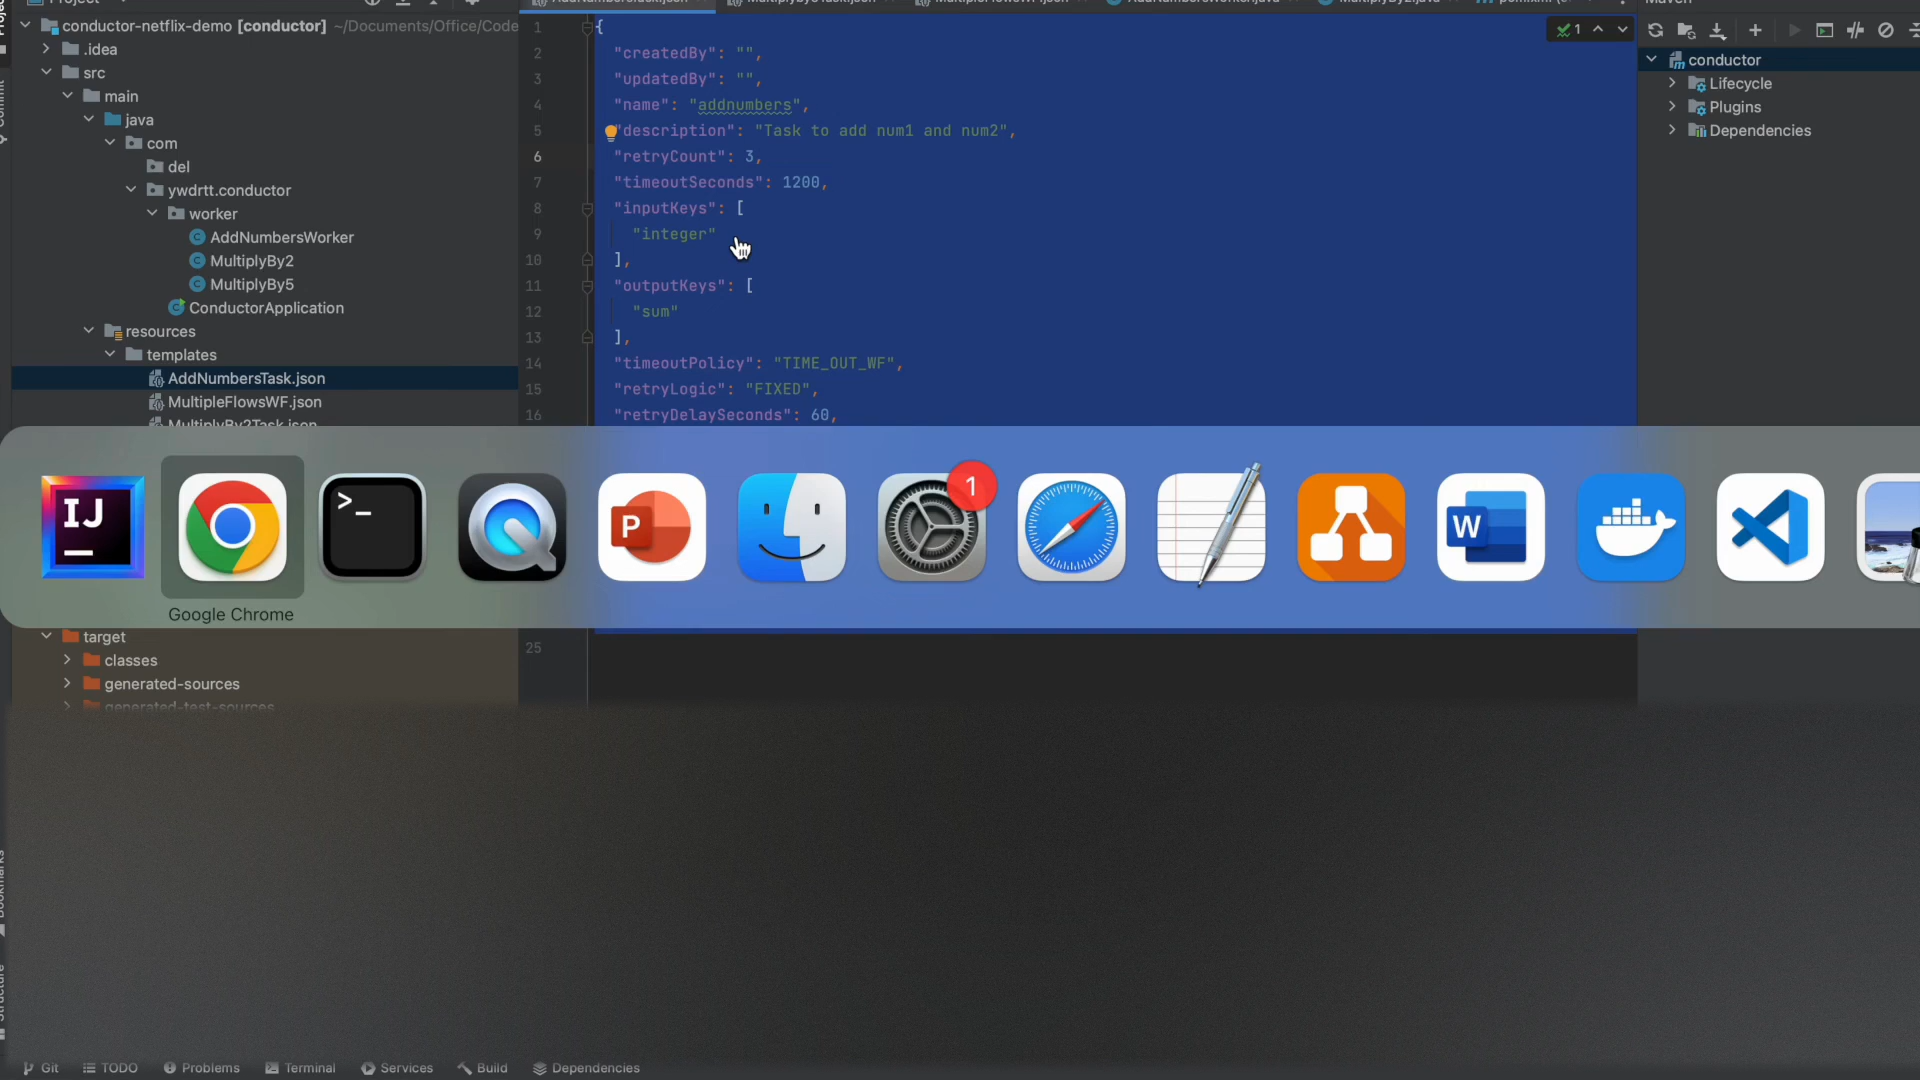 conductor-netflix-demo [conductor] ~/Documents/Office/Code
.idea
src
main
java
com
del
ywdrtt.conductor
worker
AddNumbersWorker
MultiplyBy2
MultiplyBy5
ConductorApplication
resources
templates
AddNumbersTask.json
MultipleFlowsWF.json
MultiplyBy2Task.json
target
classes
generated-sources
generated-test-sources
1 {
2 "createdBy": "",
3 "updatedBy": "",
4 "name": "addnumbers",
5 "description": "Task to add num1 and num2",
6 "retryCount": 3,
7 "timeoutSeconds": 1200,
8 "inputKeys": [
9 "integer"
10 ],
11 "outputKeys": [
12 "sum"
13 ],
14 "timeoutPolicy": "TIME_OUT_WF",
15 "retryLogic": "FIXED",
16 "retryDelaySeconds": 60,
25
1
conductor
Lifecycle
Plugins
Dependencies
IJ
>_
P
1
W
Google Chrome
Git TODO Problems Terminal Services Build Dependencies